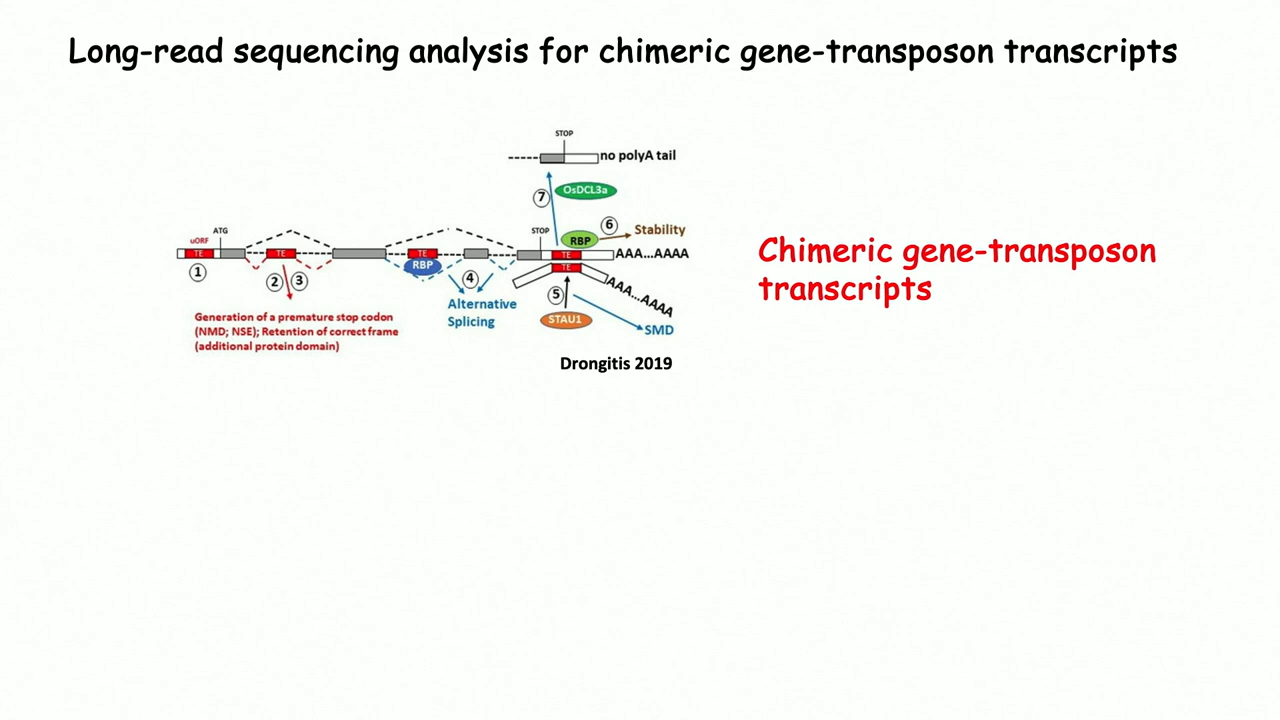 Long-read sequencing analysis for chimeric gene-transposon transcripts
STOP
no polyA tail
7
OsDCL3a
6
Stability
RBP
uORF
ATG
STOP
TE
TE
TE
TE
AAA...AAAA
1
2
3
RBP
4
TE
AAA...AAAA
5
Alternative
Splicing
STAU1
SMD
Generation of a premature stop codon
(NMD; NSE); Retention of correct frame
(additional protein domain)
Drongitis 2019
Chimeric gene-transposon
transcripts